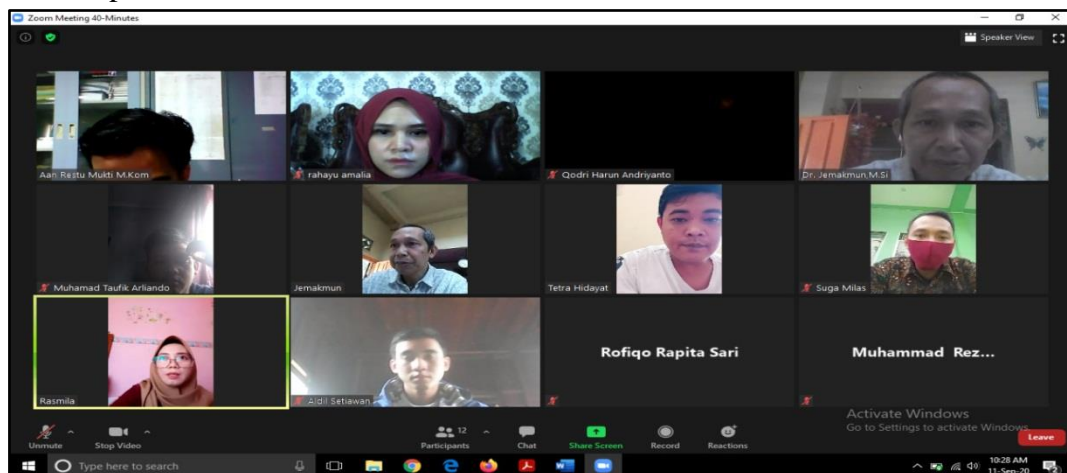 Zoom Meeting 40-Minutes
Speaker View
Aan Restu Mukti M.Kom
rahayu amalia
Qodri Harun Andriyanto
Dr. Jemakmun,M.Si
Muhamad Taufik Arliando
Jemakmun
Tetra Hidayat
Suga Milas
Rasmila
Aldil Setiawan
Rofiqo Rapita Sari
Muhammad Rez...
Activate Windows
Go to Settings to activate Windows.
Unmute
Stop Video
12
Participants
Chat
Share Screen
Record
Reactions
Leave
Type here to search
10:28 AM
11-Sep-20